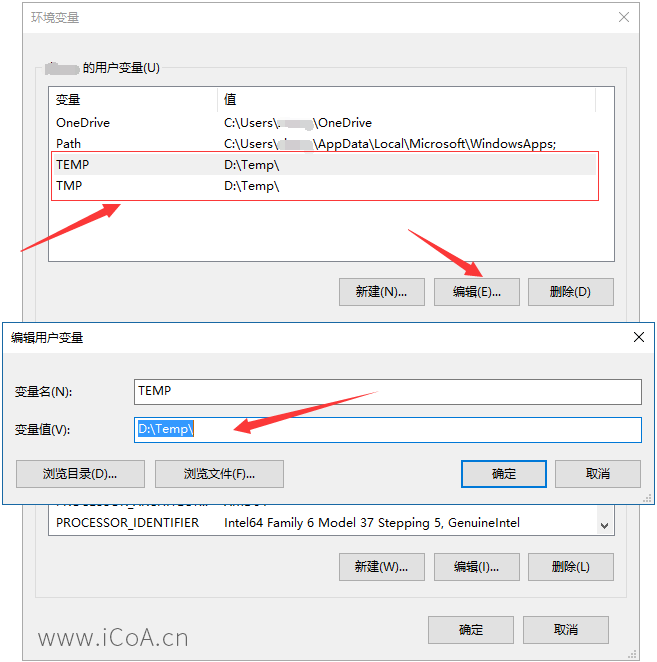 环境变量
的用户变量(U)
变量 值
OneDrive C:\Users\ \OneDrive
Path C:\Users\ \AppData\Local\Microsoft\WindowsApps;
TEMP D:\Temp\
TMP D:\Temp\
新建(N)... 编辑(E)... 删除(D)
编辑用户变量
变量名(N): TEMP
变量值(V): D:\Temp\
浏览目录(D)... 浏览文件(F)... 确定 取消
PROCESSOR_IDENTIFIER Intel64 Family 6 Model 37 Stepping 5, GenuineIntel
新建(W)... 编辑(I)... 删除(L)
确定 取消
www.iCoA.cn